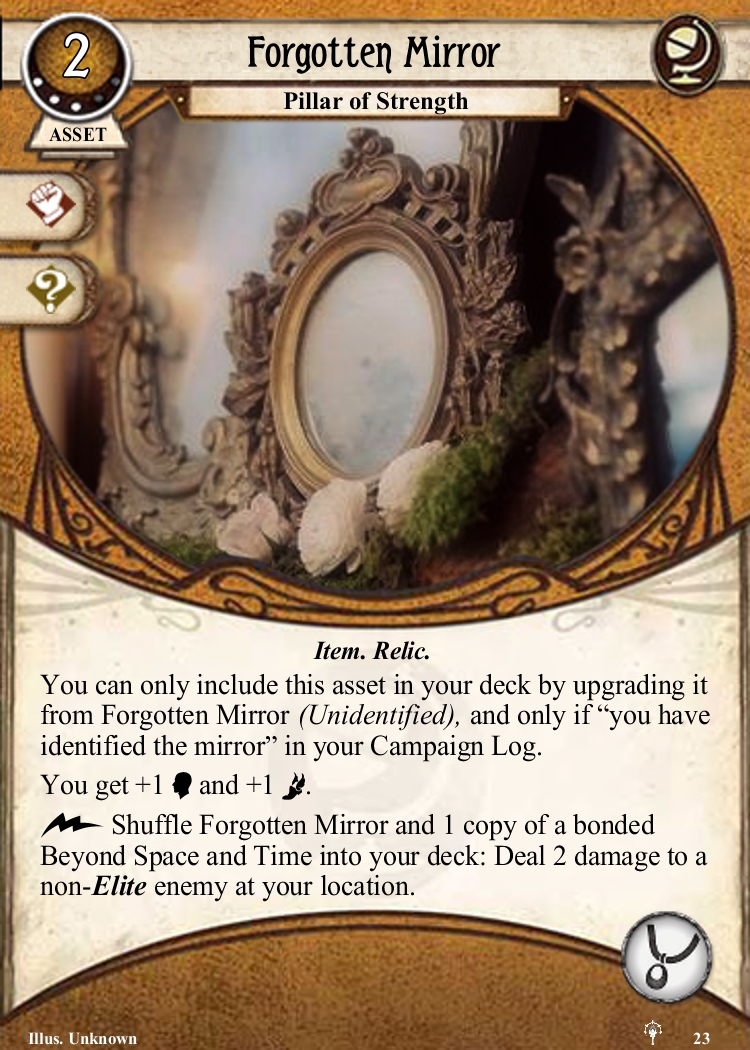 2
Forgotten Mirror
Pillar of Strength
ASSET
?
Item. Relic.
You can only include this asset in your deck by upgrading it
from Forgotten Mirror (Unidentified), and only if “you have
identified the mirror” in your Campaign Log.
You get +1 and +1 .
Shuffle Forgotten Mirror and 1 copy of a bonded
Beyond Space and Time into your deck: Deal 2 damage to a
non-Elite enemy at your location.
Illus. Unknown
23